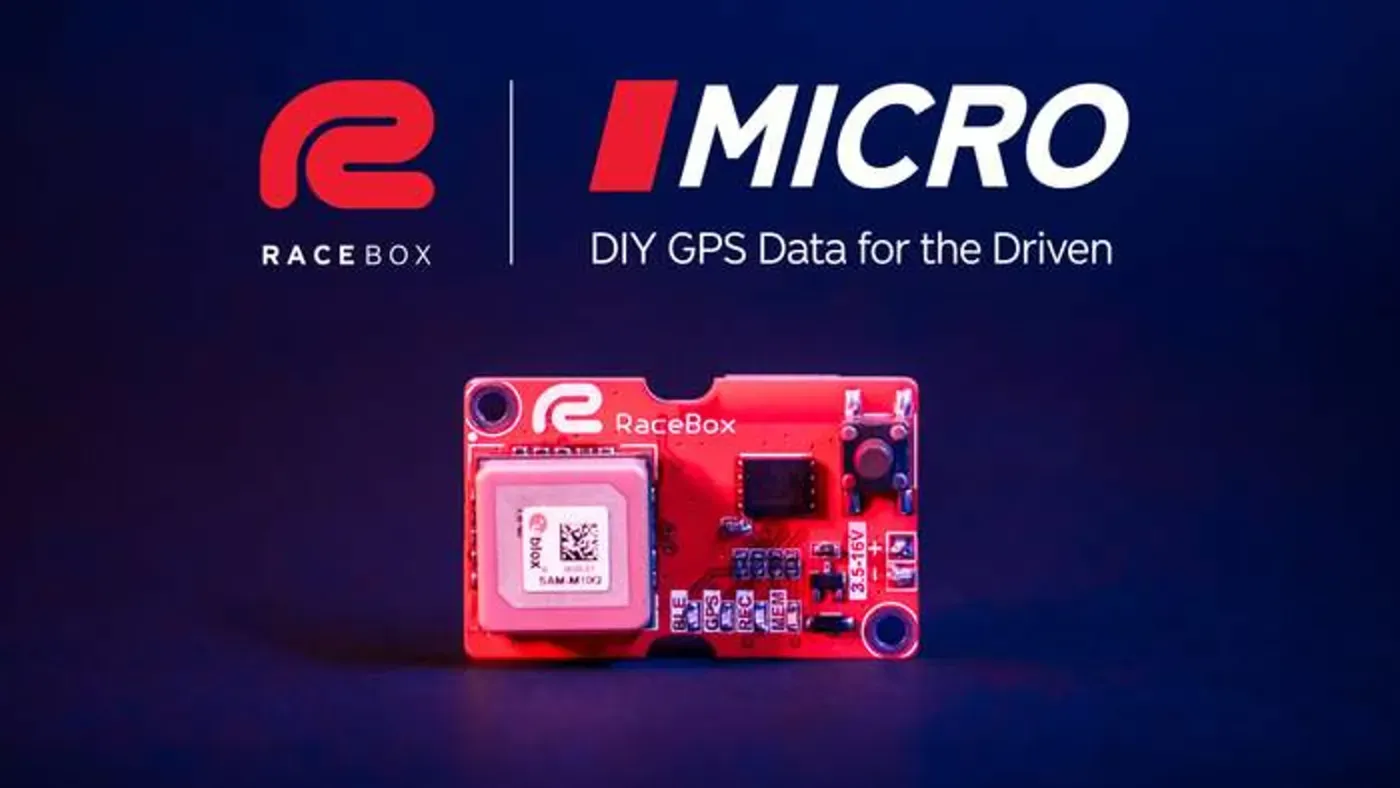 RACEBOX
MICRO
DIY GPS Data for the Driven
RaceBox
blox
SAM-M10Q
BLE
GPS
REC
MEM
3.5-16V
+
-